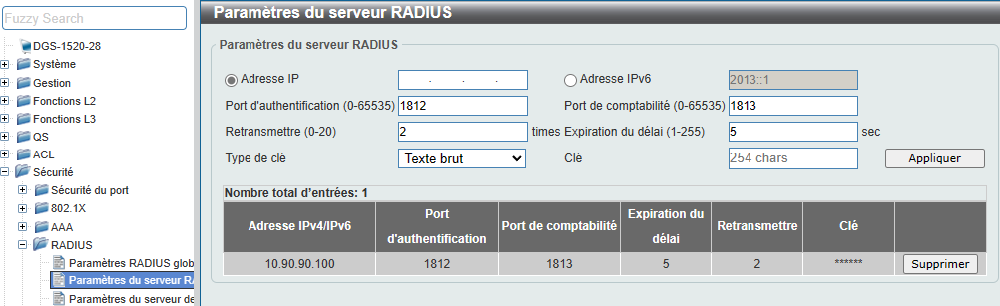 Fuzzy Search
DGS-1520-28
Système
Gestion
Fonctions L2
Fonctions L3
QS
ACL
Sécurité
Sécurité du port
802.1X
AAA
RADIUS
Paramètres RADIUS glob
Paramètres du serveur RA
Paramètres du serveur de
Paramètres du serveur RADIUS
Paramètres du serveur RADIUS
Adresse IP . . . Adresse IPv6 2013::1
Port d'authentification (0-65535) 1812 Port de comptabilité (0-65535) 1813
Retransmettre (0-20) 2 times Expiration du délai (1-255) 5 sec
Type de clé Texte brut Clé 254 chars Appliquer
Nombre total d'entrées: 1
Adresse IPv4/IPv6 Port d'authentification Port de comptabilité Expiration du délai Retransmettre Clé
10.90.90.100 1812 1813 5 2 ****** Supprimer